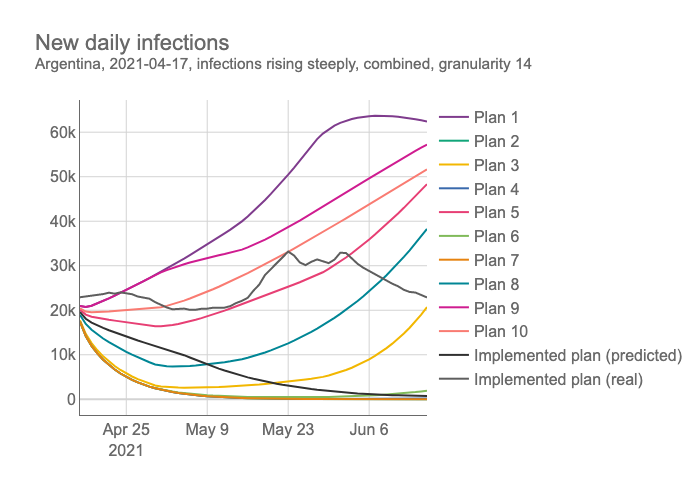 New daily infections
Argentina, 2021-04-17, infections rising steeply, combined, granularity 14
60k
50k
40k
30k
20k
10k
0
Apr 25
2021
May 9
May 23
Jun 6
Plan 1
Plan 2
Plan 3
Plan 4
Plan 5
Plan 6
Plan 7
Plan 8
Plan 9
Plan 10
Implemented plan (predicted)
Implemented plan (real)